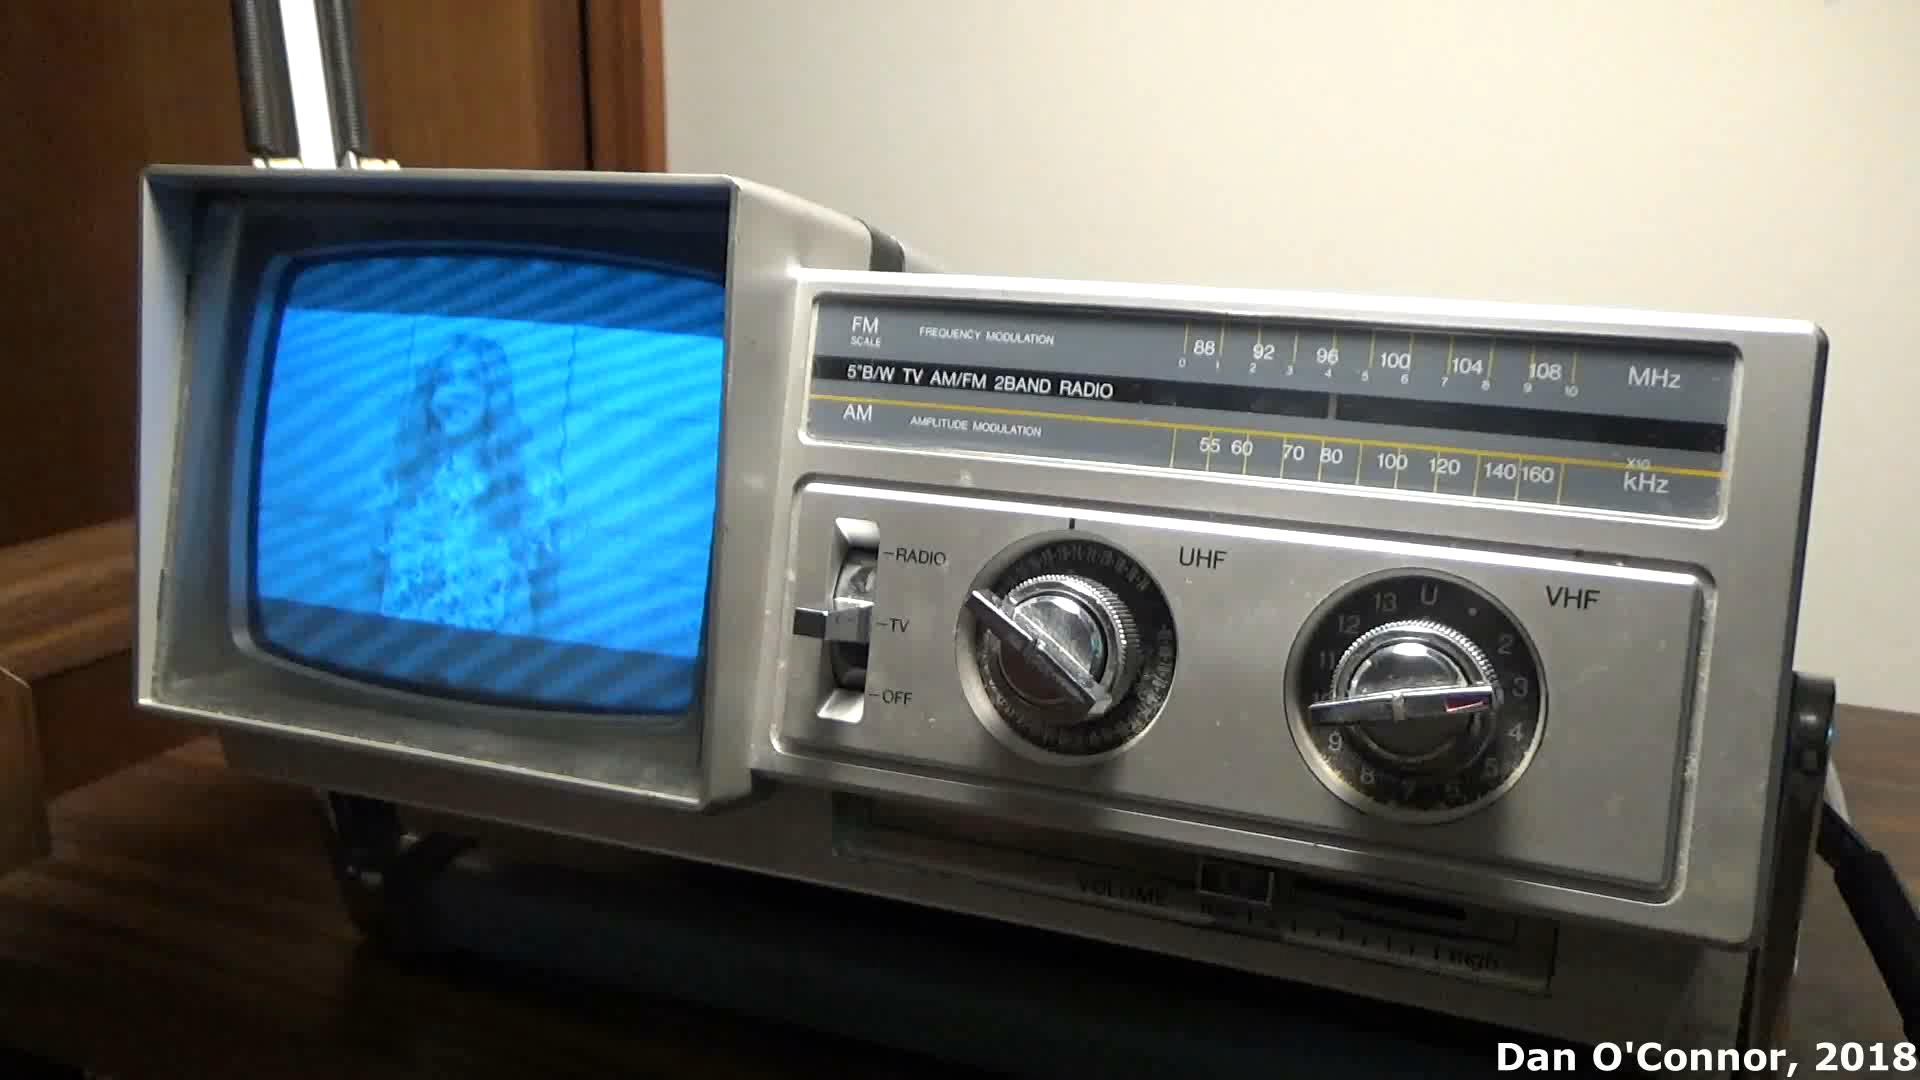 FM
SCALE
FREQUENCY MODULATION
88 92 96 100 104 108 MHz
0 1 2 3 4 5 6 7 8 9 10
5"B/W TV AM/FM 2BAND RADIO
AM
AMPLITUDE MODULATION
55 60 70 80 100 120 140 160
X10
kHz
RADIO
TV
OFF
UHF
VHF
U 2 3 4 5 6 7 8 9 10 11 12 13
VOLUME
High
Dan O'Connor, 2018